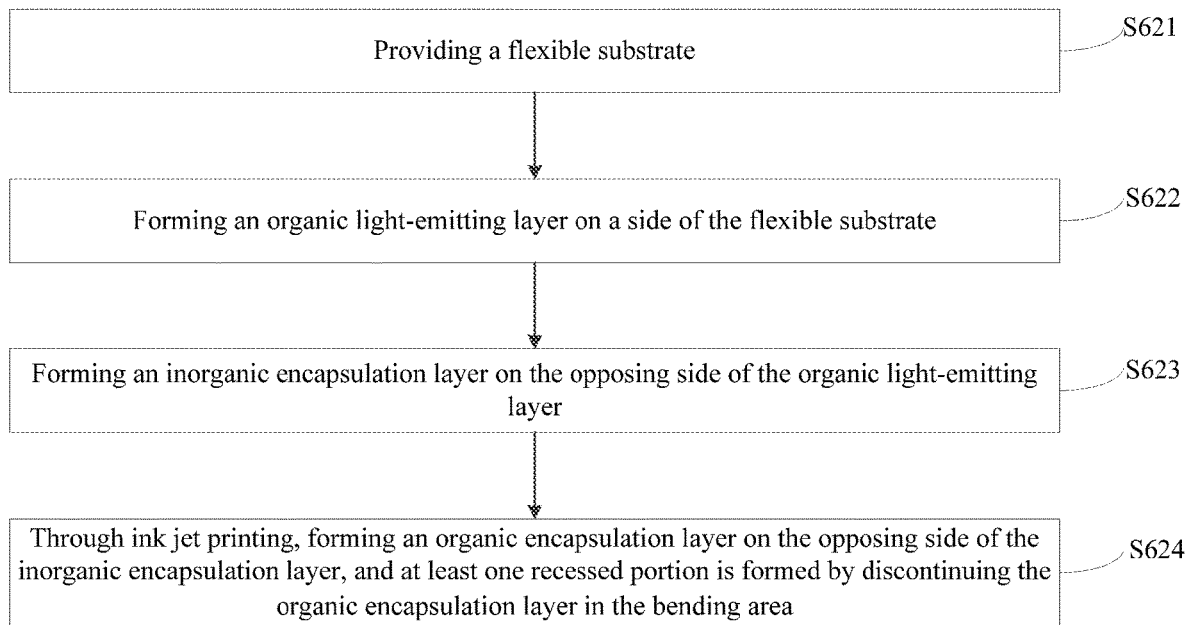 Providing a flexible substrate
S621
Forming an organic light-emitting layer on a side of the flexible substrate
S622
Forming an inorganic encapsulation layer on the opposing side of the organic light-emitting
layer
S623
Through ink jet printing, forming an organic encapsulation layer on the opposing side of the
inorganic encapsulation layer, and at least one recessed portion is formed by discontinuing the
organic encapsulation layer in the bending area
S624